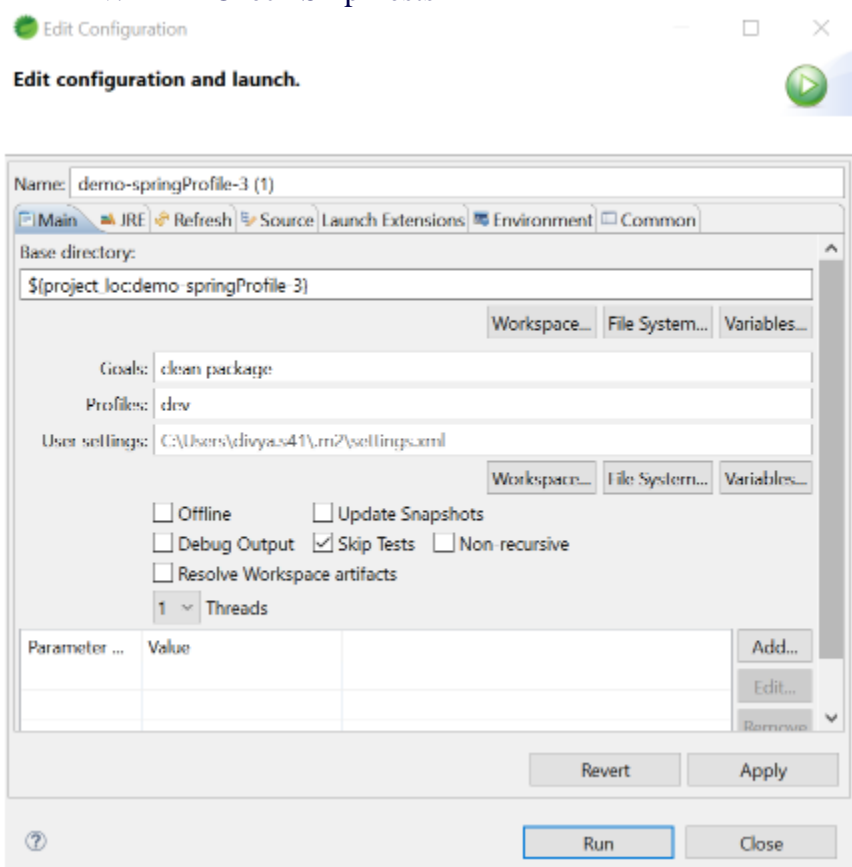 Edit Configuration
Edit configuration and launch.
Name: demo-springProfile-3 (1)
Main JRE Refresh Source Launch Extensions Environment Common
Base directory:
${project_loc:demo-springProfile-3}
Workspace... File System... Variables...
Goals: clean package
Profiles: dev
User settings: C:\Users\divya.s41\.m2\settings.xml
Workspace... File System... Variables...
Offline Update Snapshots
Debug Output Skip Tests Non-recursive
Resolve Workspace artifacts
1 Threads
Parameter ... Value Add...
Edit...
Remove
Revert Apply
Run Close